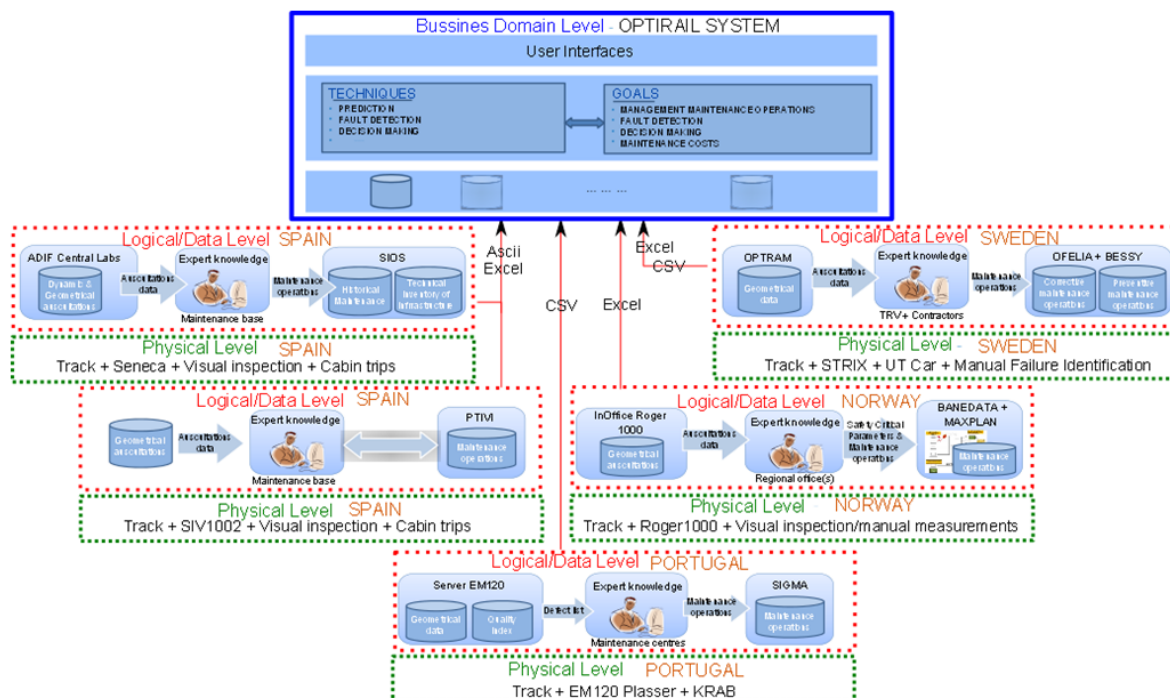 Bussines Domain Level - OPTIRAIL SYSTEM
User Interfaces
TECHNIQUES
PREDICTION
FAULT DETECTION
DECISION MAKING
GOALS
MANAGEMENT MAINTENANCE OPERATIONS
FAULT DETECTION
DECISION MAKING
MAINTENANCE COSTS
... ... ...
Ascii
Excel
CSV
Excel
Excel
CSV
Logical/Data Level SPAIN
ADIF Central Labs
Dynamic &
Geometrical
auscultations
Auscultations
data
Expert knowledge
Maintenance base
Maintenance
operations
SIOS
Historical
Maintenance
Technical
Inventory of
Infrastructure
Physical Level
SPAIN
Track + Seneca + Visual inspection + Cabin trips
Logical/Data Level
SWEDEN
OPTRAM
Geometrical
data
Auscultations
data
Expert knowledge
TRV+ Contractors
Maintenance
operations
OFELIA + BESSY
Corrective
maintenance
operations
Preventive
maintenance
operations
Physical Level -
SWEDEN
Track + STRIX + UT Car + Manual Failure Identification
Logical/Data Level
SPAIN
Geometrical
auscultations
Auscultations
data
Expert knowledge
Maintenance base
PTIVI
Maintenance
operations
Physical Level
SPAIN
Track + SIV1002 + Visual inspection + Cabin trips
Logical/Data Level
NORWAY
InOffice Roger
1000
Geometrical
auscultations
Auscultations
data
Expert knowledge
Regional office(s)
Safety Critical
Parameters &
Maintenance
operations
BANEDATA +
MAXPLAN
Maintenance
operations
Physical Level
NORWAY
Track + Roger1000 + Visual inspection/manual measurements
Logical/Data Level
PORTUGAL
Server EM120
Geometrical
data
Quality
Index
Defect list
Expert knowledge
Maintenance centres
Maintenance
operations
SIGMA
Maintenance
operations
Physical Level
PORTUGAL
Track + EM120 Plasser + KRAB